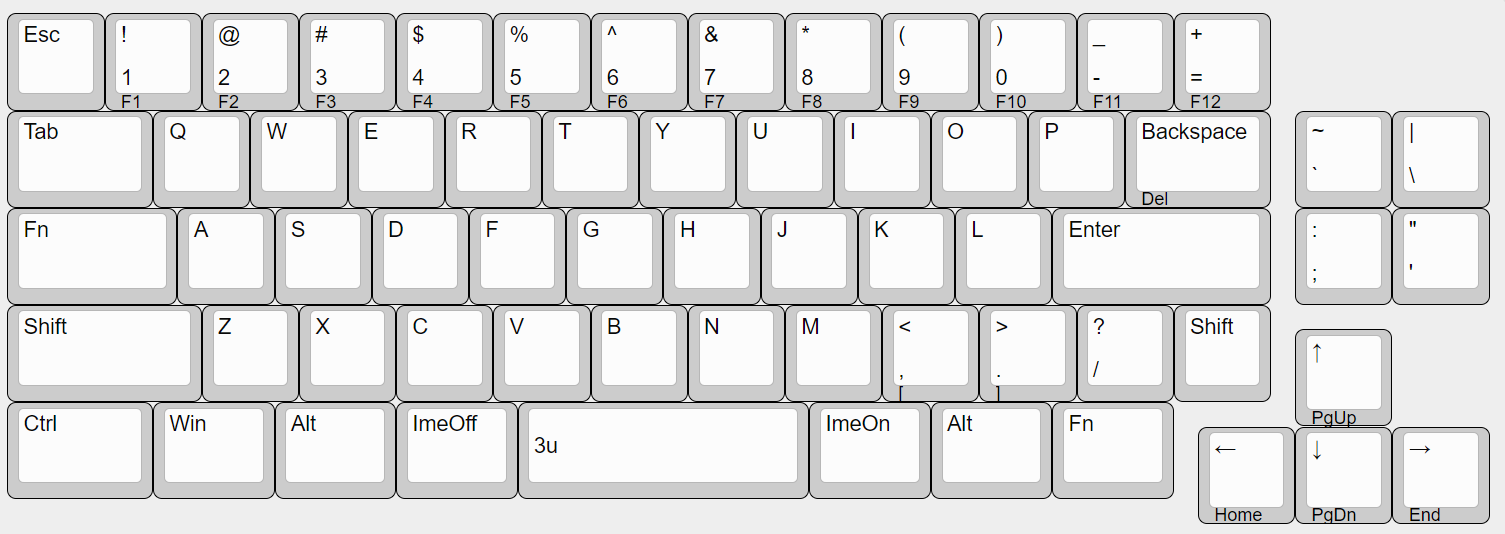 Esc ! @ # $ % ^ & * ( ) _ +
1 2 3 4 5 6 7 8 9 0 - =
F1 F2 F3 F4 F5 F6 F7 F8 F9 F10 F11 F12
Tab Q W E R T Y U I O P Backspace ~ |
` \
Del
Fn A S D F G H J K L Enter : "
; '
Shift Z X C V B N M < > ? Shift
↑
, . /
[ ]
PgUp
Ctrl Win Alt ImeOff 3u ImeOn Alt Fn
← ↓ →
Home PgDn End